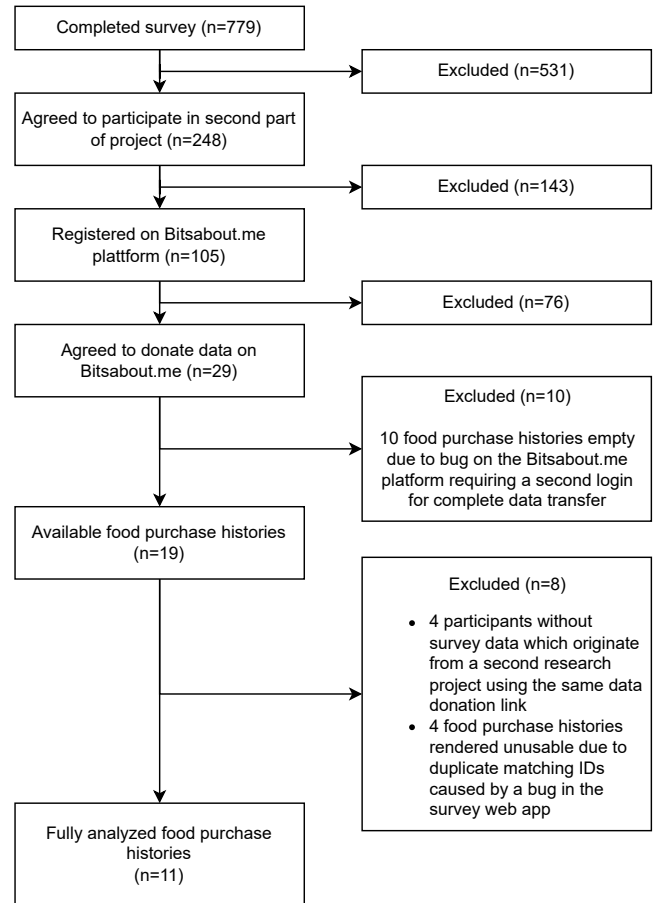 Completed survey (n=779)
Excluded (n=531)
Agreed to participate in second part
of project (n=248)
Excluded (n=143)
Registered on Bitsabout.me
plattform (n=105)
Excluded (n=76)
Agreed to donate data on
Bitsabout.me (n=29)
Excluded (n=10)
10 food purchase histories empty
due to bug on the Bitsabout.me
platform requiring a second login
for complete data transfer
Available food purchase histories
(n=19)
Excluded (n=8)
• 4 participants without
survey data which originate
from a second research
project using the same data
donation link
• 4 food purchase histories
rendered unusable due to
duplicate matching IDs
caused by a bug in the
survey web app
Fully analyzed food purchase
histories
(n=11)